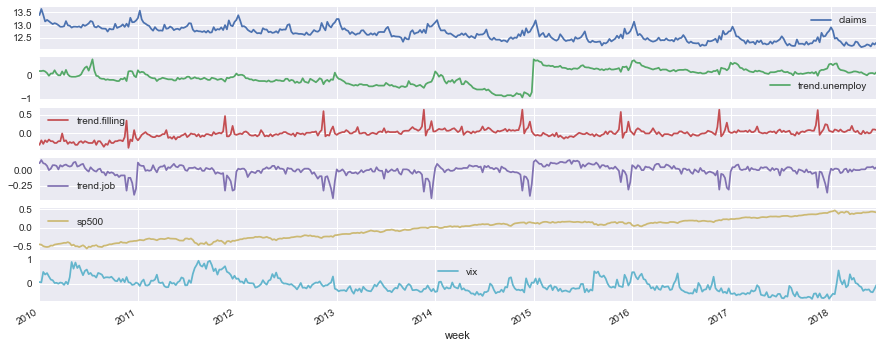 13.5
13.0
12.5
claims
0
−1
trend.unemploy
0.5
0.0
trend.filling
0.00
−0.25
trend.job
0.5
0.0
−0.5
sp500
1
0
vix
2010 2011 2012 2013 2014 2015 2016 2017 2018
week